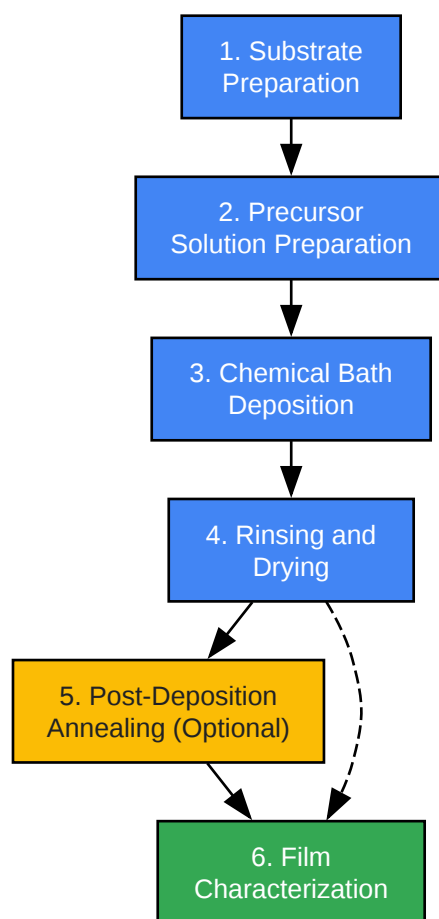 1. Substrate
Preparation
2. Precursor
Solution Preparation
3. Chemical Bath
Deposition
4. Rinsing and
Drying
5. Post-Deposition
Annealing (Optional)
6. Film
Characterization